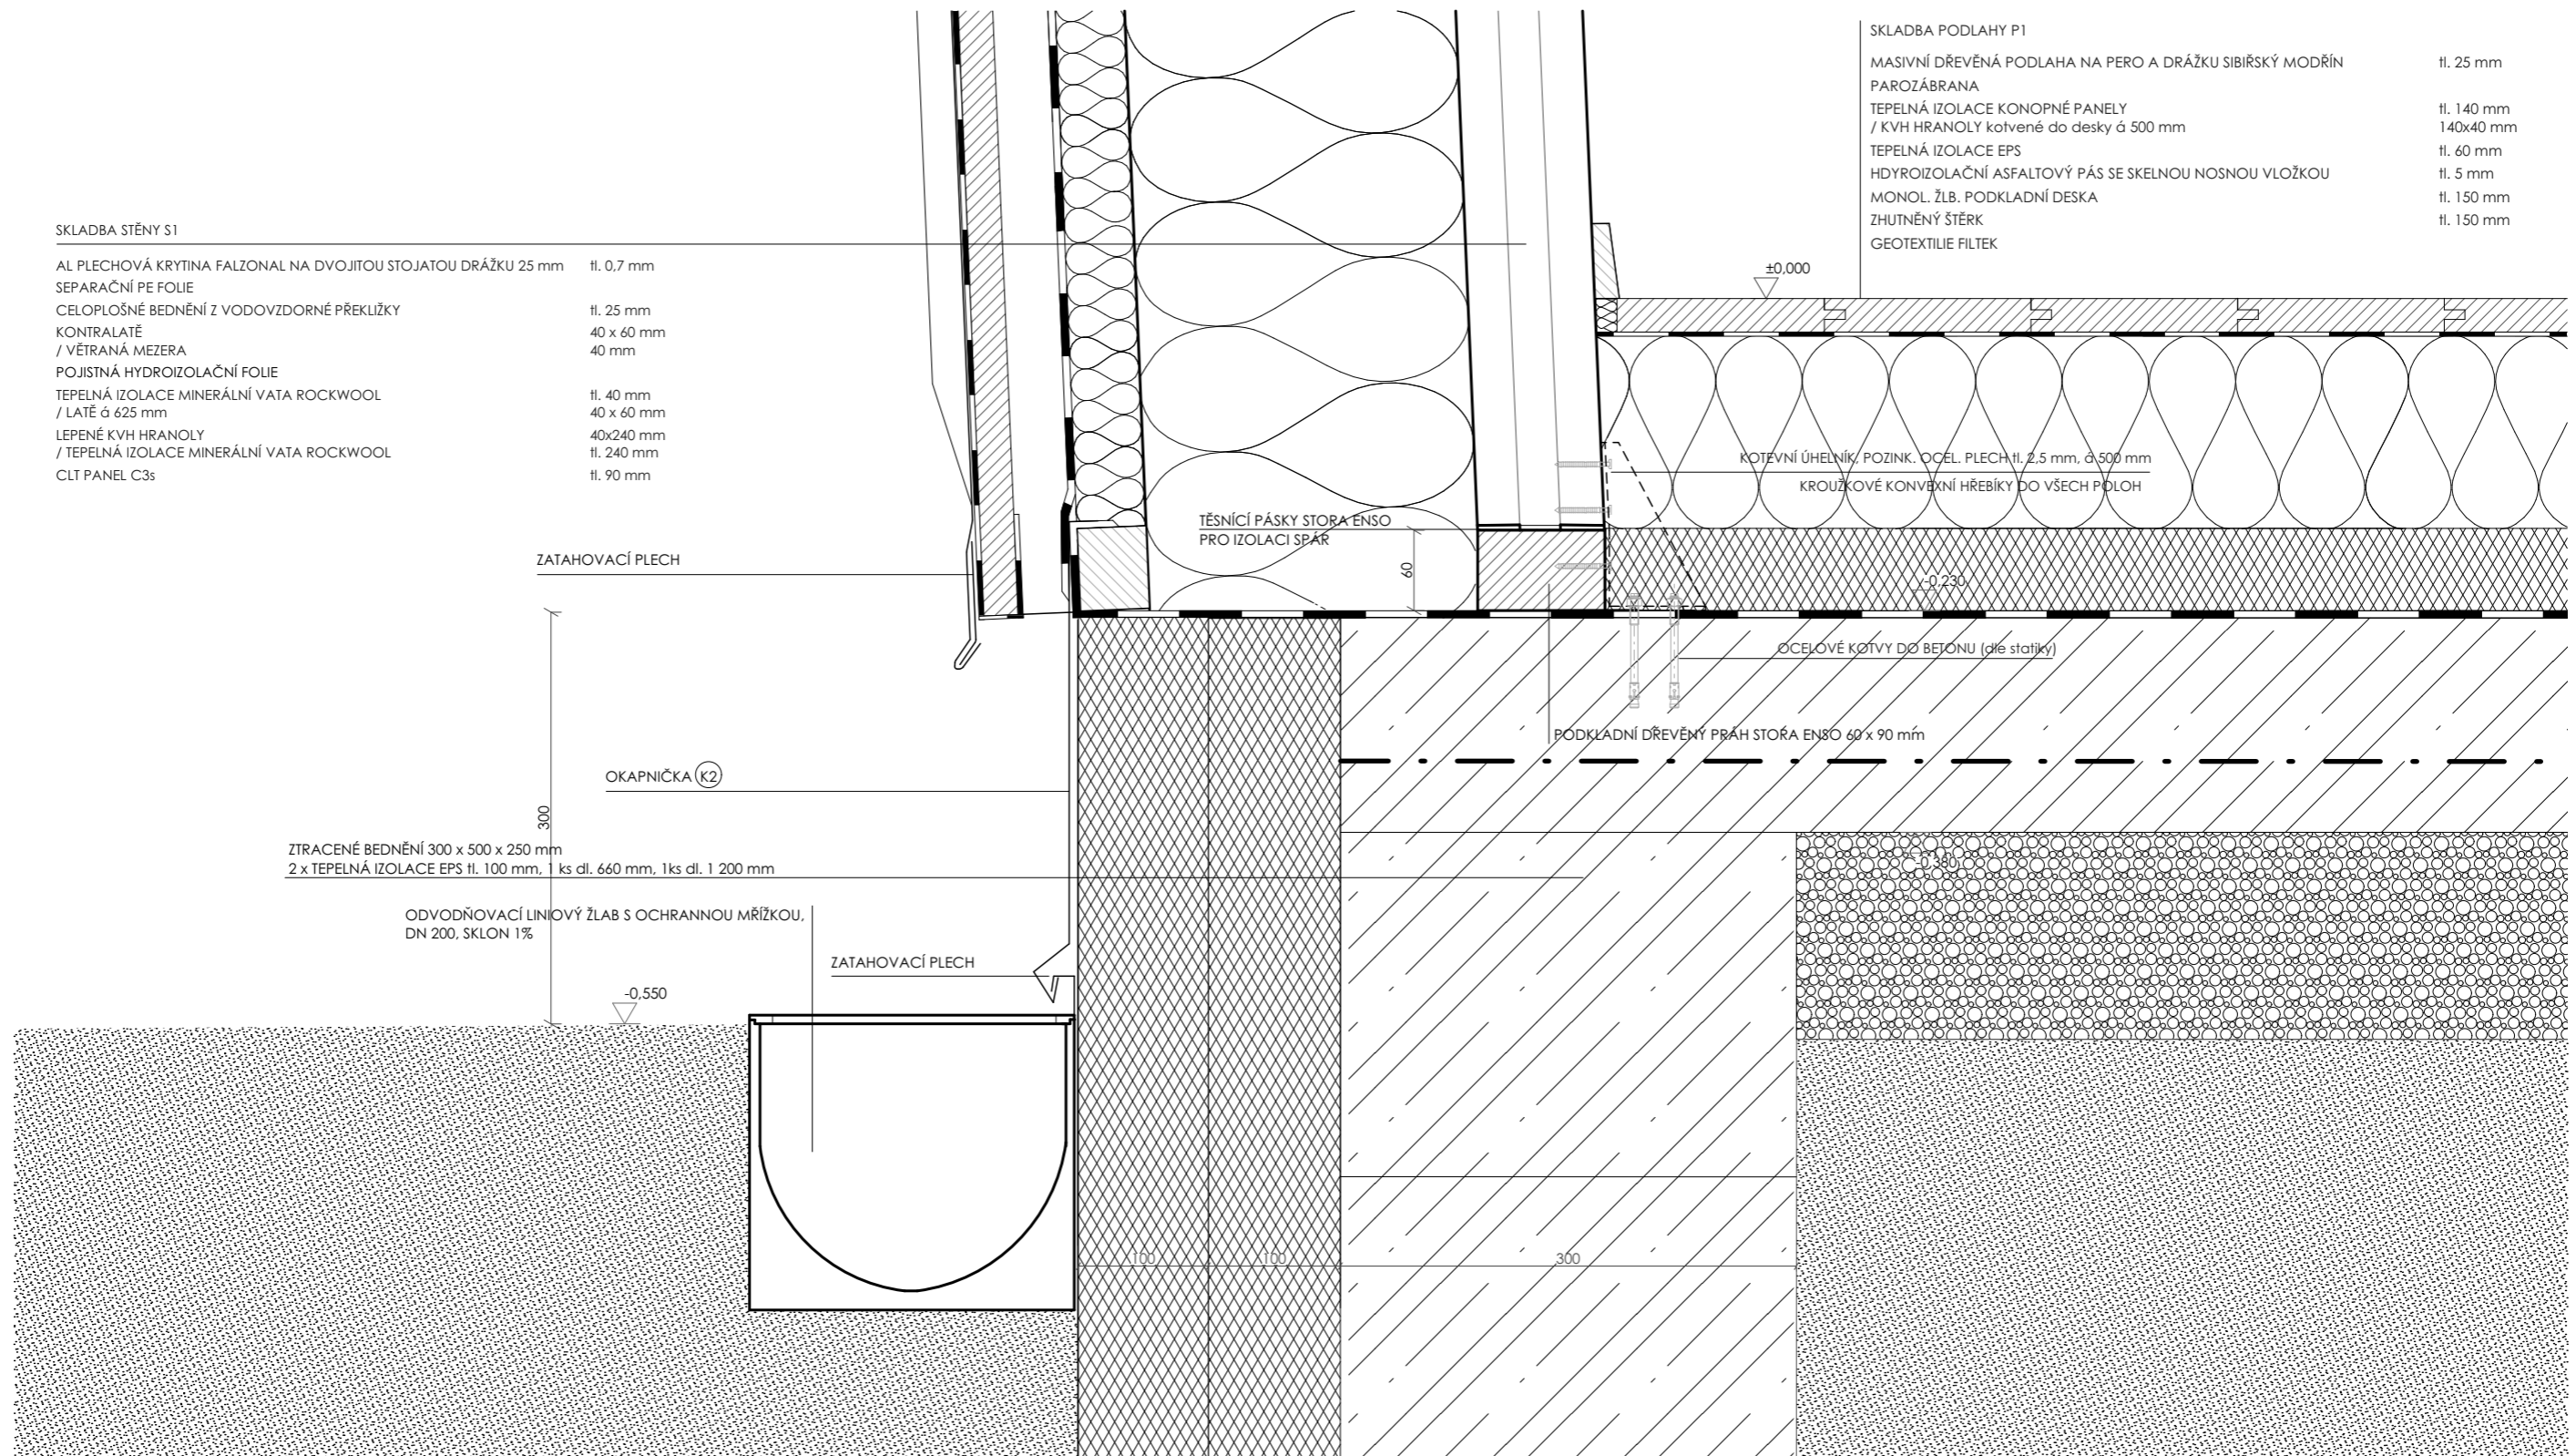 SKLADBA PODLAHY P1
MASIVNÍ DŘEVĚNÁ PODLAHA NA PERO A DRÁŽKU SIBIŘSKÝ MODŘÍN tl. 25 mm
PAROZÁBRANA
TEPELNÁ IZOLACE KONOPNÉ PANELY tl. 140 mm
/ KVH HRANOLY kotvené do desky á 500 mm 140x40 mm
TEPELNÁ IZOLACE EPS tl. 60 mm
HDYROIZOLAČNÍ ASFALTOVÝ PÁS SE SKELNOU NOSNOU VLOŽKOU tl. 5 mm
MONOL. ŽLB. PODKLADNÍ DESKA tl. 150 mm
ZHUTNĚNÝ ŠTĚRK tl. 150 mm
GEOTEXTILIE FILTEK
SKLADBA STĚNY S1
AL PLECHOVÁ KRYTINA FALZONAL NA DVOJITOU STOJATOU DRÁŽKU 25 mm tl. 0,7 mm
SEPARAČNÍ PE FOLIE
CELOPLOŠNÉ BEDNĚNÍ Z VODOVZDORNÉ PŘEKLIŽKY tl. 25 mm
KONTRALATĚ 40 x 60 mm
/ VĚTRANÁ MEZERA 40 mm
POJISTNÁ HYDROIZOLAČNÍ FOLIE
TEPELNÁ IZOLACE MINERÁLNÍ VATA ROCKWOOL tl. 40 mm
/ LATĚ á 625 mm 40 x 60 mm
LEPENÉ KVH HRANOLY 40x240 mm
/ TEPELNÁ IZOLACE MINERÁLNÍ VATA ROCKWOOL tl. 240 mm
CLT PANEL C3s tl. 90 mm
±0,000
KOTEVNÍ ÚHELNÍK, POZINK. OCEL. PLECH tl. 2,5 mm, á 500 mm
KROUŽKOVÉ KONVEXNÍ HŘEBÍKY DO VŠECH POLOH
TĚSNÍCÍ PÁSKY STORA ENSO
PRO IZOLACI SPÁR
60
ZATAHOVACÍ PLECH
-0,230
OCELOVÉ KOTVY DO BETONU (dle statiky)
PODKLADNÍ DŘEVĚNÝ PRÁH STORA ENSO 60 x 90 mm
OKAPNIČKA K2
300
ZTRACENÉ BEDNĚNÍ 300 x 500 x 250 mm
2 x TEPELNÁ IZOLACE EPS tl. 100 mm, 1 ks dl. 660 mm, 1ks dl. 1 200 mm
-0,380
ODVODŇOVACÍ LINIOVÝ ŽLAB S OCHRANNOU MŘÍŽKOU,
DN 200, SKLON 1%
ZATAHOVACÍ PLECH
-0,550
100 100 300